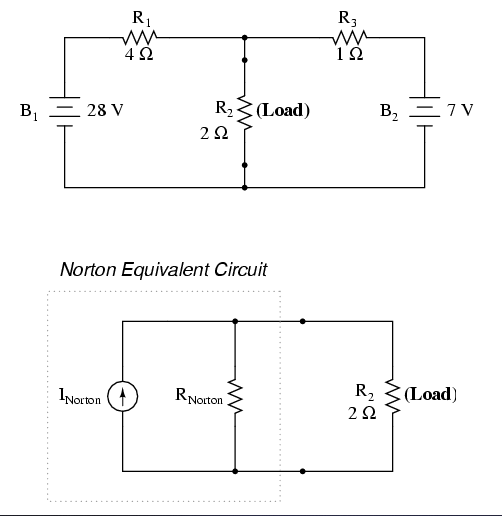 R1 R3
4 Ω 1 Ω
B1 28 V R2 (Load) B2 7 V
2 Ω
Norton Equivalent Circuit
INorton RNorton R2 (Load)
2 Ω